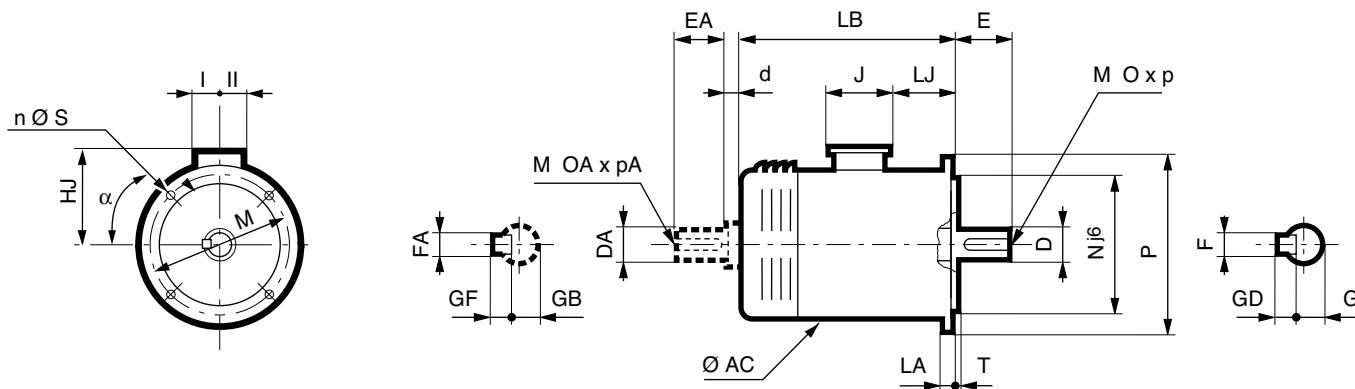 I II
n Ø S
HJ
α
M
EA
LB
E
d
J
LJ
M O x p
M OA x pA
FA
GF
GB
DA
D
N j6
P
Ø AC
LA
T
F
GD
G